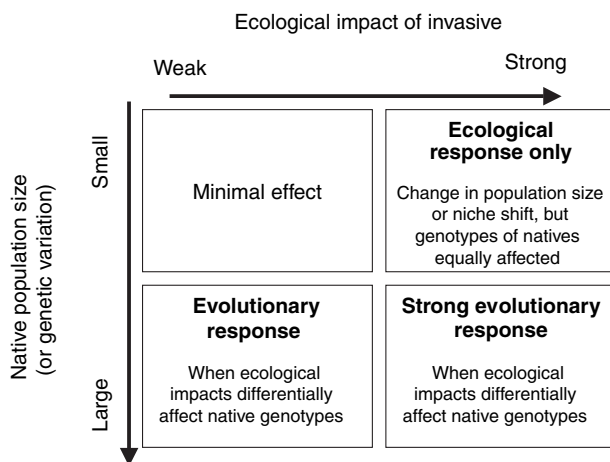 Ecological impact of invasive
Weak
Strong
Native population size
(or genetic variation)
Small
Large
Minimal effect
Ecological
response only
Change in population size
or niche shift, but
genotypes of natives
equally affected
Evolutionary
response
When ecological
impacts differentially
affect native genotypes
Strong evolutionary
response
When ecological
impacts differentially
affect native genotypes